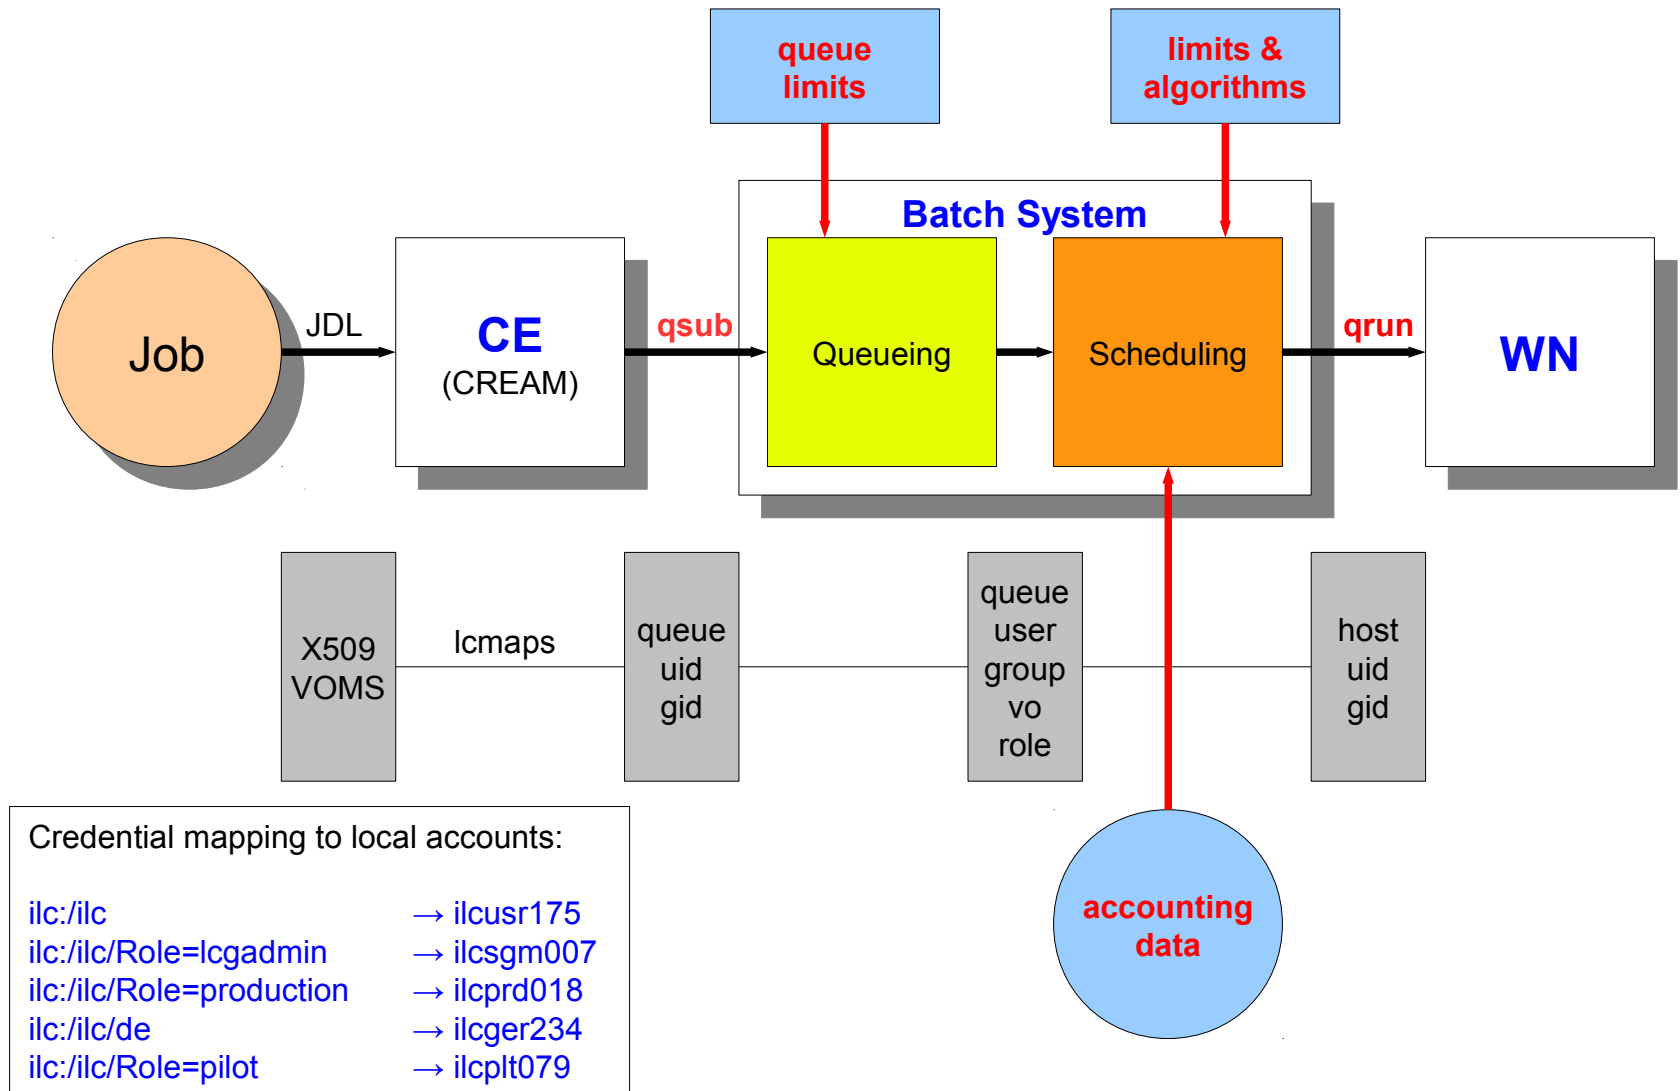 queue
limits
limits &
algorithms
Batch System
Job
JDL
CE
(CREAM)
qsub
Queueing
Scheduling
qrun
WN
X509
VOMS
lcmaps
queue
uid
gid
queue
user
group
vo
role
host
uid
gid
accounting
data
Credential mapping to local accounts:
ilc:/ilc → ilcusr175
ilc:/ilc/Role=lcgadmin → ilcsgm007
ilc:/ilc/Role=production → ilcprd018
ilc:/ilc/de → ilcger234
ilc:/ilc/Role=pilot → ilcplt079